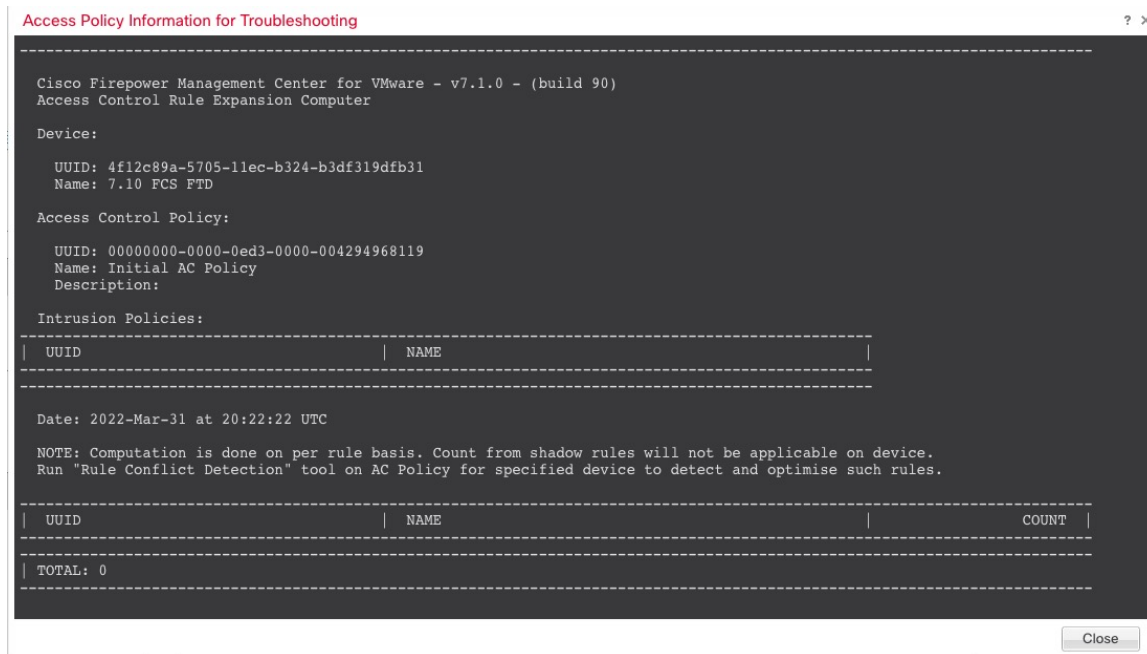 Access Policy Information for Troubleshooting ? ×
Cisco Firepower Management Center for VMware - v7.1.0 - (build 90)
Access Control Rule Expansion Computer
Device:
UUID: 4f12c89a-5705-11ec-b324-b3df319dfb31
Name: 7.10 FCS FTD
Access Control Policy:
UUID: 00000000-0000-0ed3-0000-004294968119
Name: Initial AC Policy
Description:
Intrusion Policies:
| UUID | NAME |
Date: 2022-Mar-31 at 20:22:22 UTC
NOTE: Computation is done on per rule basis. Count from shadow rules will not be applicable on device.
Run "Rule Conflict Detection" tool on AC Policy for specified device to detect and optimise such rules.
| UUID | NAME | COUNT |
| TOTAL: 0
Close